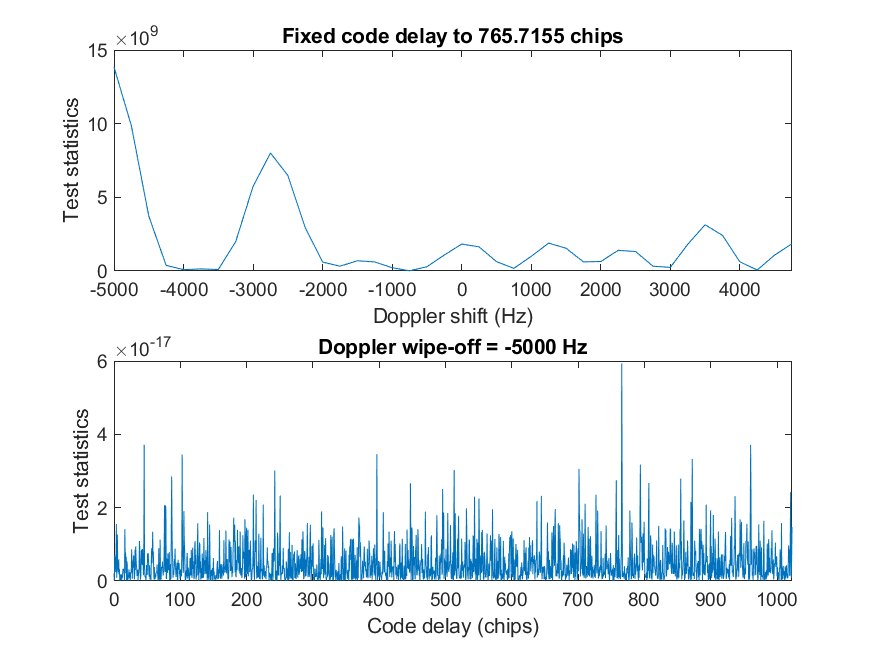 ×10^9
Fixed code delay to 765.7155 chips
15
10
5
0
Test statistics
-5000 -4000 -3000 -2000 -1000 0 1000 2000 3000 4000
Doppler shift (Hz)
×10^-17
Doppler wipe-off = -5000 Hz
6
4
2
0
Test statistics
0 100 200 300 400 500 600 700 800 900 1000
Code delay (chips)